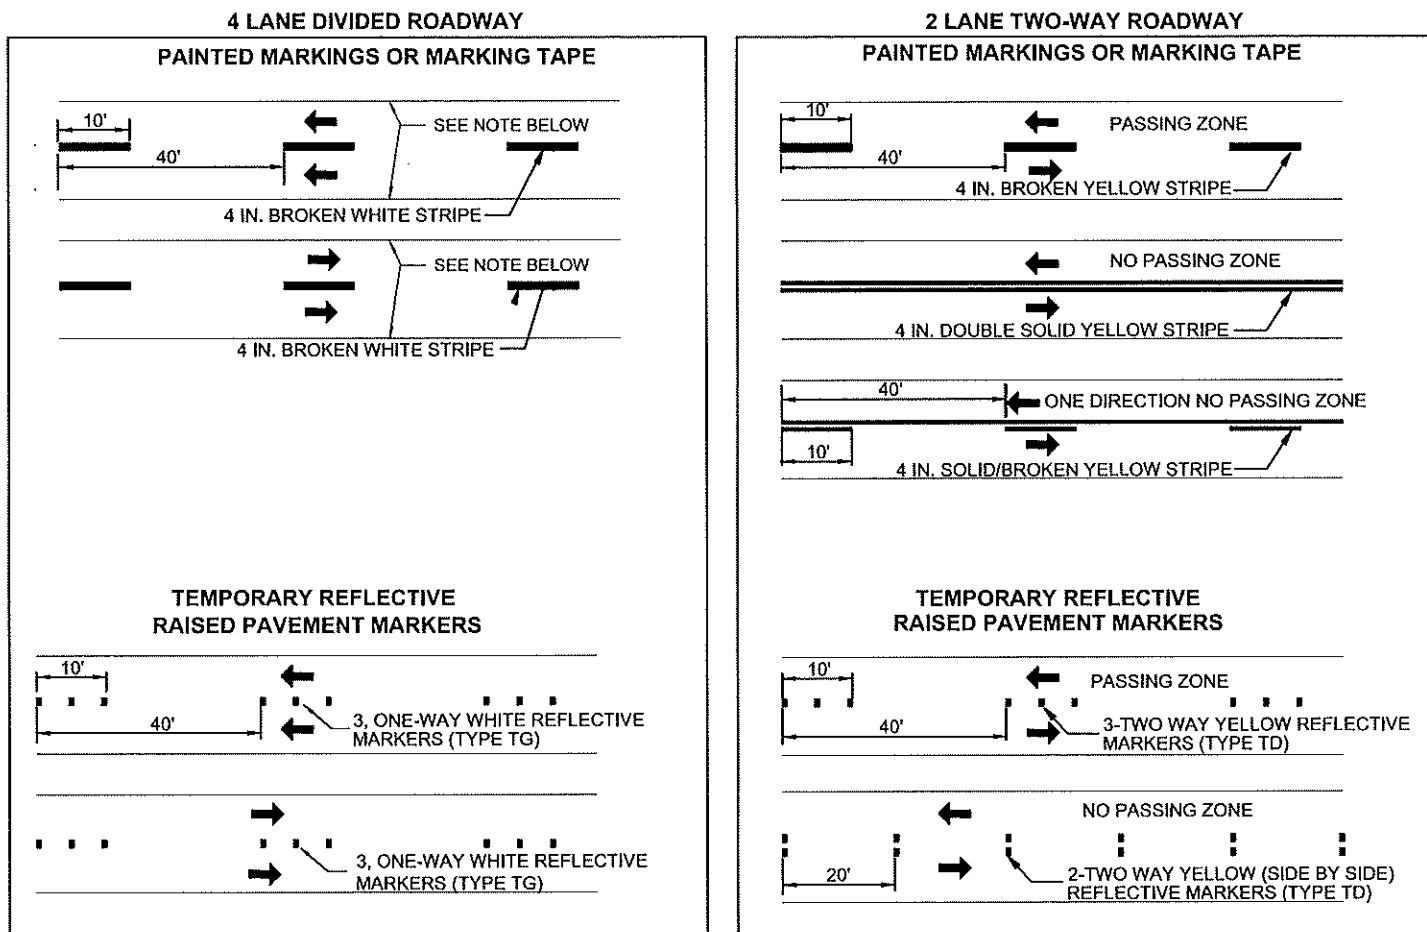 4 LANE DIVIDED ROADWAY
PAINTED MARKINGS OR MARKING TAPE
10'
SEE NOTE BELOW
40'
4 IN. BROKEN WHITE STRIPE
SEE NOTE BELOW
4 IN. BROKEN WHITE STRIPE
TEMPORARY REFLECTIVE
RAISED PAVEMENT MARKERS
10'
40'
3, ONE-WAY WHITE REFLECTIVE
MARKERS (TYPE TG)
3, ONE-WAY WHITE REFLECTIVE
MARKERS (TYPE TG)
2 LANE TWO-WAY ROADWAY
PAINTED MARKINGS OR MARKING TAPE
10'
PASSING ZONE
40'
4 IN. BROKEN YELLOW STRIPE
NO PASSING ZONE
4 IN. DOUBLE SOLID YELLOW STRIPE
40'
ONE DIRECTION NO PASSING ZONE
10'
4 IN. SOLID/BROKEN YELLOW STRIPE
TEMPORARY REFLECTIVE
RAISED PAVEMENT MARKERS
10'
PASSING ZONE
40'
3-TWO WAY YELLOW REFLECTIVE
MARKERS (TYPE TD)
NO PASSING ZONE
20'
2-TWO WAY YELLOW (SIDE BY SIDE)
REFLECTIVE MARKERS (TYPE TD)